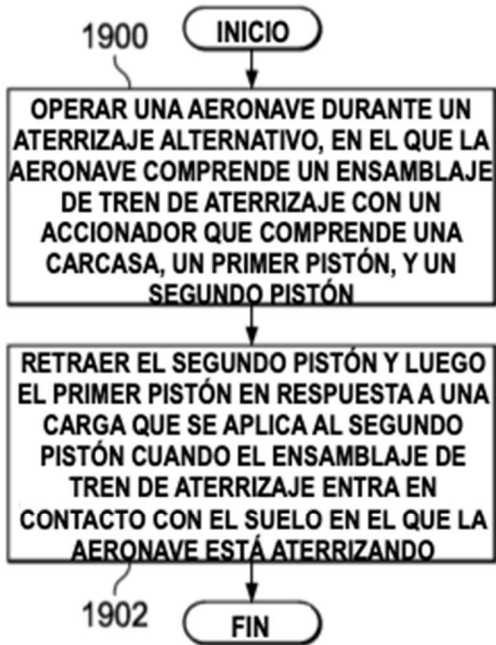 1900
INICIO
OPERAR UNA AERONAVE DURANTE UN
ATERRIZAJE ALTERNATIVO, EN EL QUE LA
AERONAVE COMPRENDE UN ENSAMBLAJE
DE TREN DE ATERRIZAJE CON UN
ACCIONADOR QUE COMPRENDE UNA
CARCASA, UN PRIMER PISTÓN, Y UN
SEGUNDO PISTÓN
RETRAER EL SEGUNDO PISTÓN Y LUEGO
EL PRIMER PISTÓN EN RESPUESTA A UNA
CARGA QUE SE APLICA AL SEGUNDO
PISTÓN CUANDO EL ENSAMBLAJE DE
TREN DE ATERRIZAJE ENTRA EN
CONTACTO CON EL SUELO EN EL QUE LA
AERONAVE ESTÁ ATERRIZANDO
1902
FIN